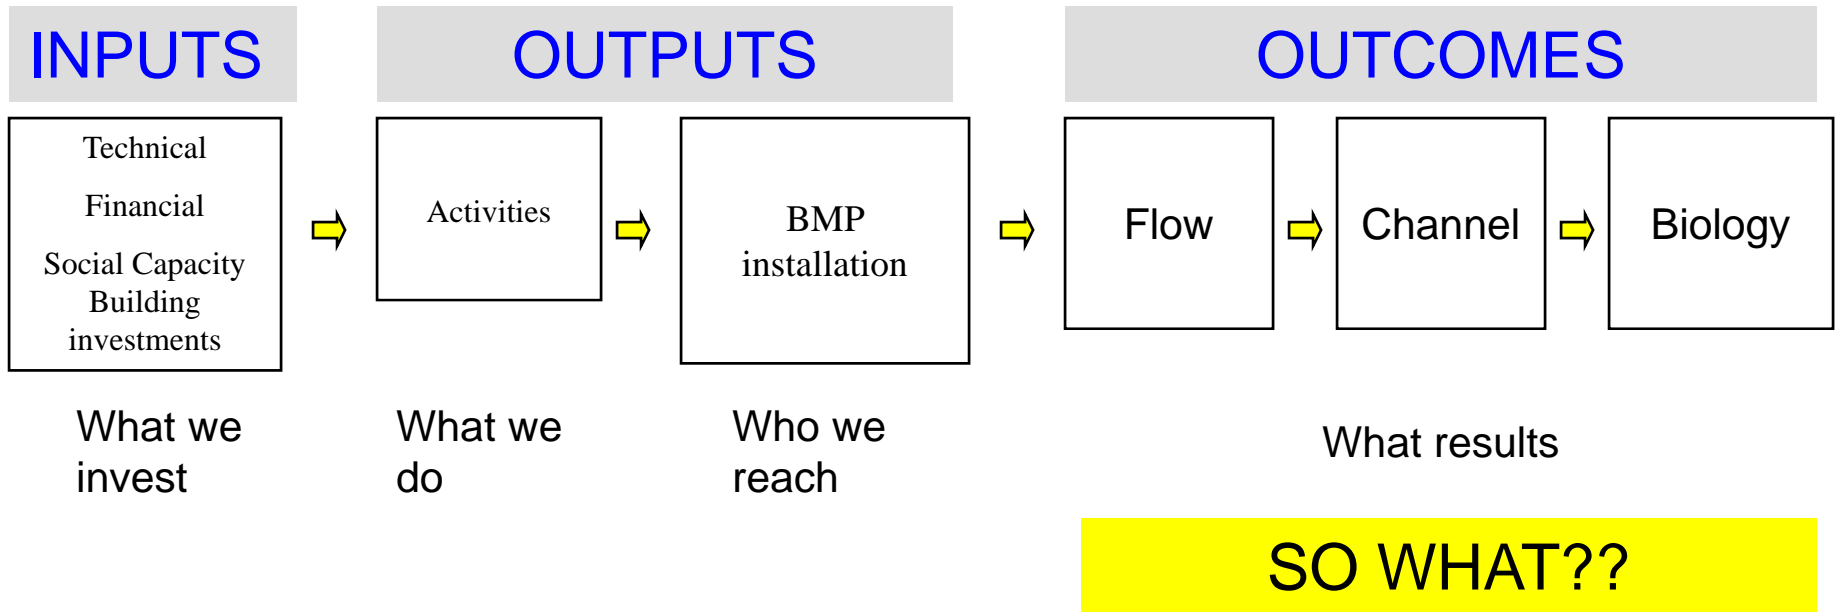 INPUTS
OUTPUTS
OUTCOMES
Technical
Financial
Social Capacity
Building
investments
Activities
BMP
installation
Flow
Channel
Biology
What we
invest
What we
do
Who we
reach
What results
SO WHAT??